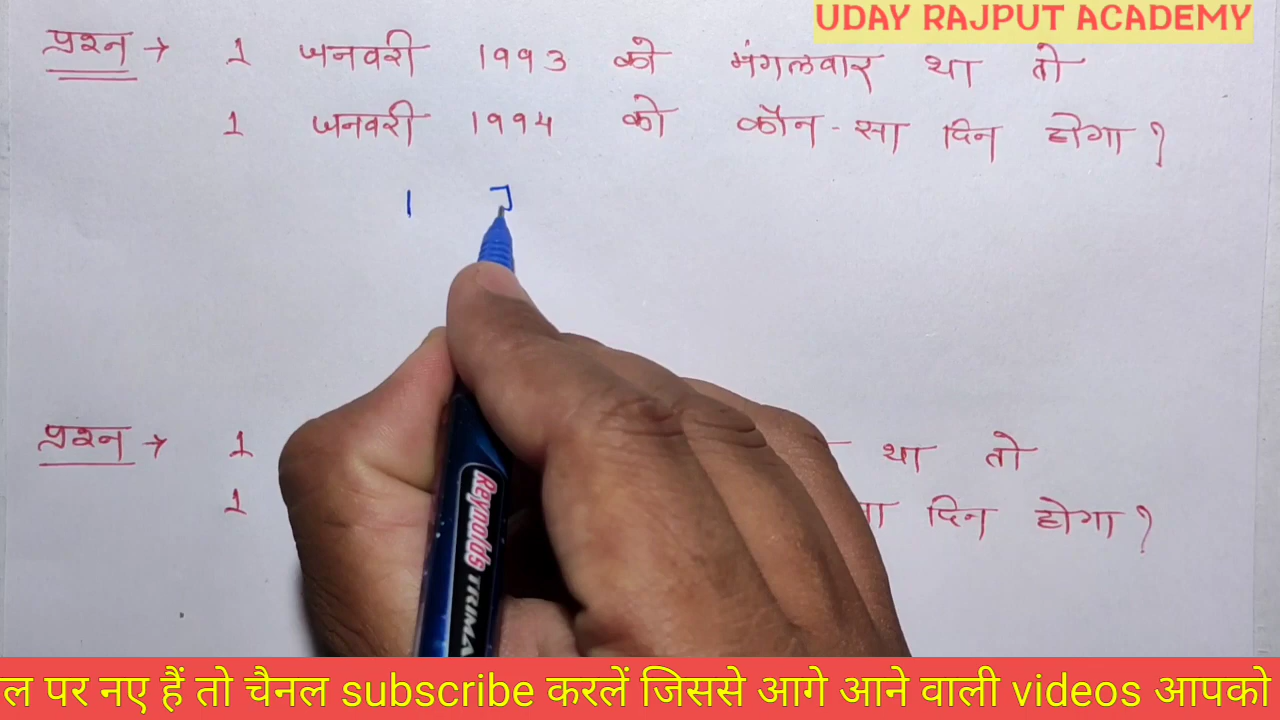 UDAY RAJPUT ACADEMY
प्रश्न → 1 जनवरी 1993 को मंगलवार था तो
1 जनवरी 1994 को कौन-सा दिन होगा ?
1
प्रश्न → 1 था तो
1 दिन होगा ?
Reynolds TRIMA
ल पर नए हैं तो चैनल subscribe करलें जिससे आगे आने वाली videos आपको